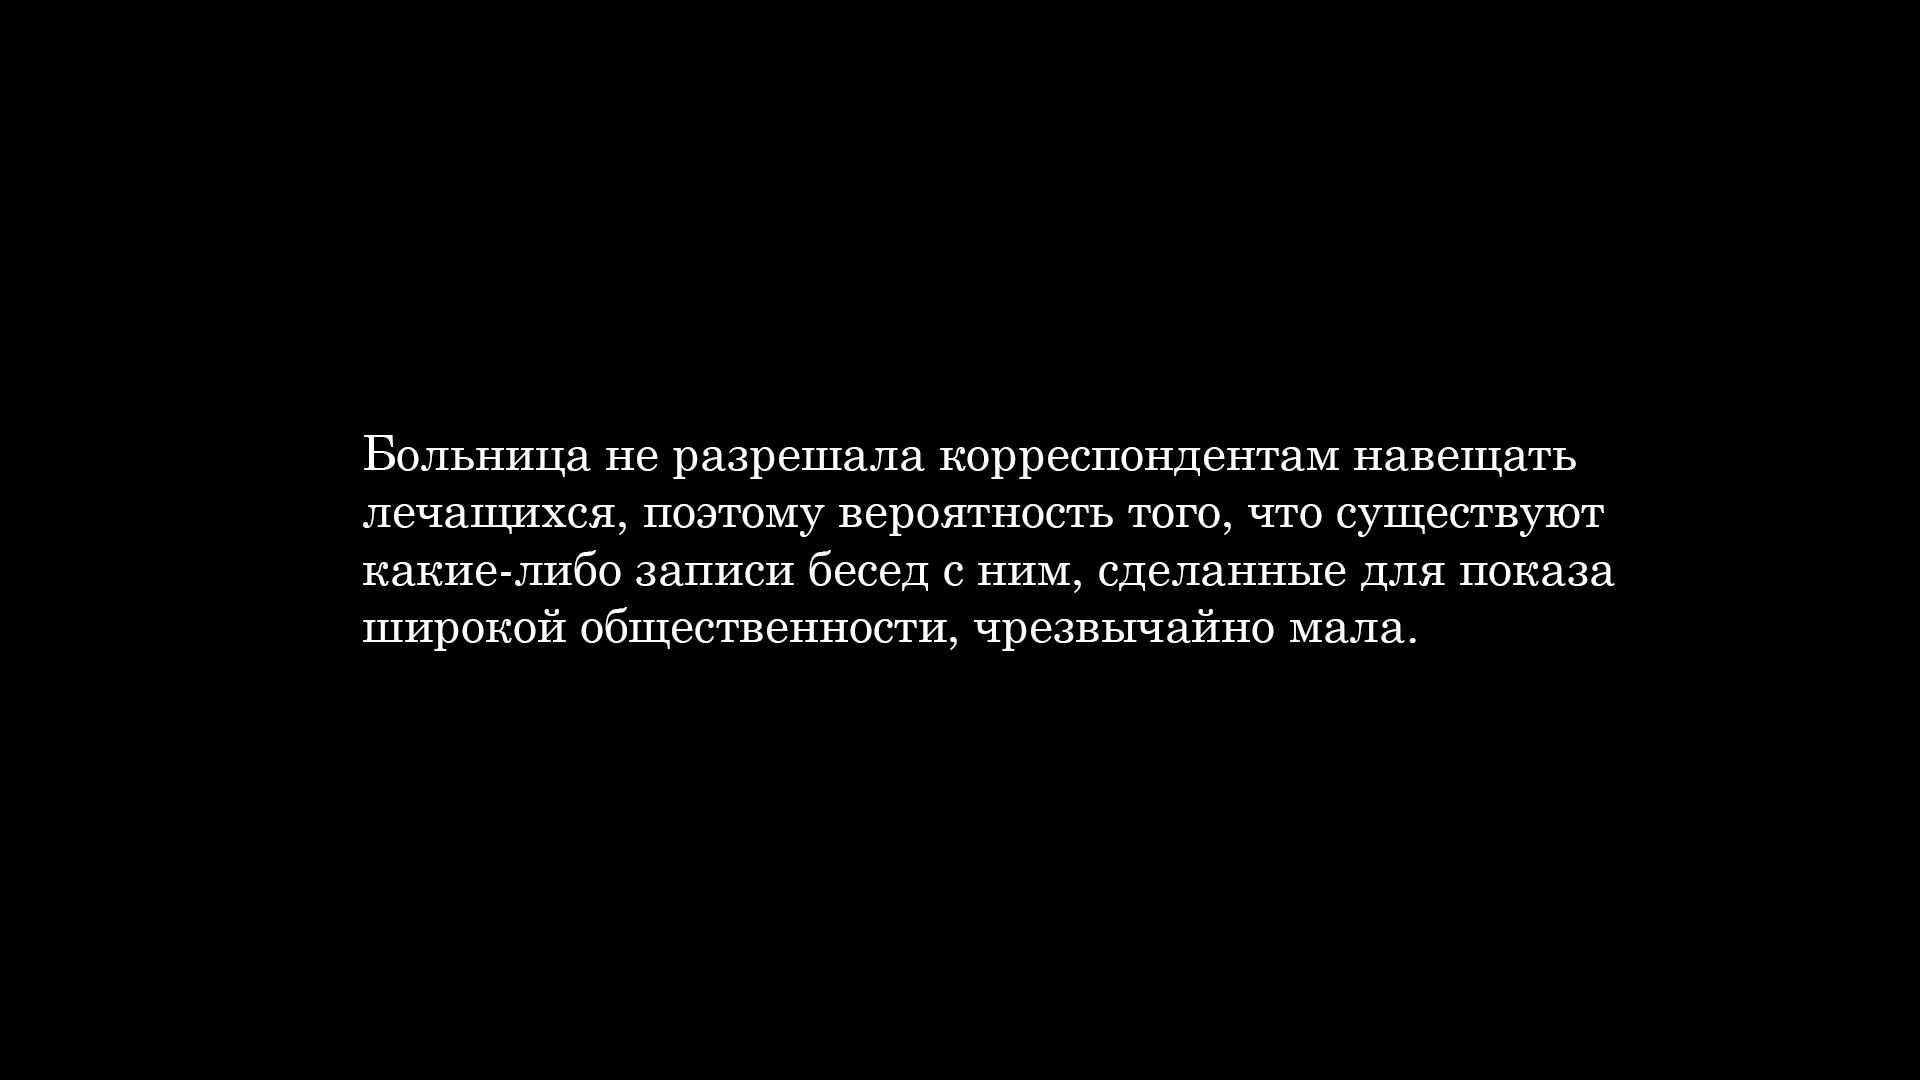 Больница не разрешала корреспондентам навещать
лечащихся, поэтому вероятность того, что существуют
какие-либо записи бесед с ним, сделанные для показа
широкой общественности, чрезвычайно мала.